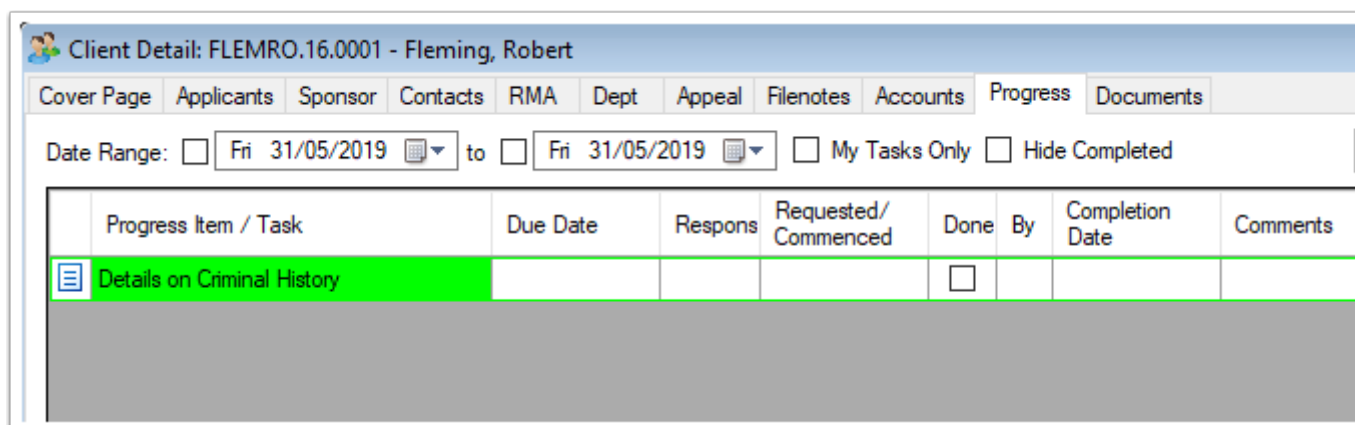 Client Detail: FLEMRO.16.0001 - Fleming, Robert
Cover Page Applicants Sponsor Contacts RMA Dept Appeal Filenotes Accounts Progress Documents
Date Range: Fri 31/05/2019 to Fri 31/05/2019 My Tasks Only Hide Completed
Progress Item / Task Due Date Respons Requested/ Commenced Done By Completion Date Comments
Details on Criminal History